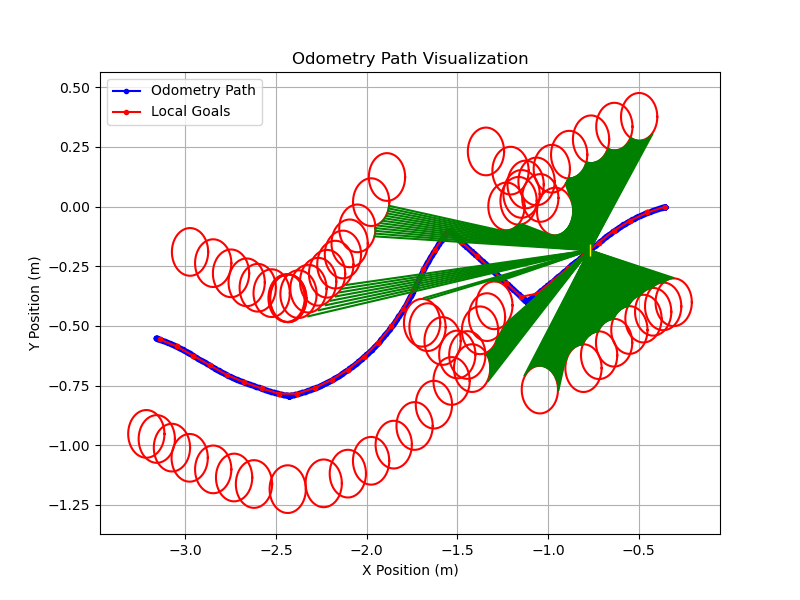 Odometry Path Visualization
Odometry Path
Local Goals
Y Position (m)
0.50
0.25
0.00
−0.25
−0.50
−0.75
−1.00
−1.25
−3.0 −2.5 −2.0 −1.5 −1.0 −0.5
X Position (m)